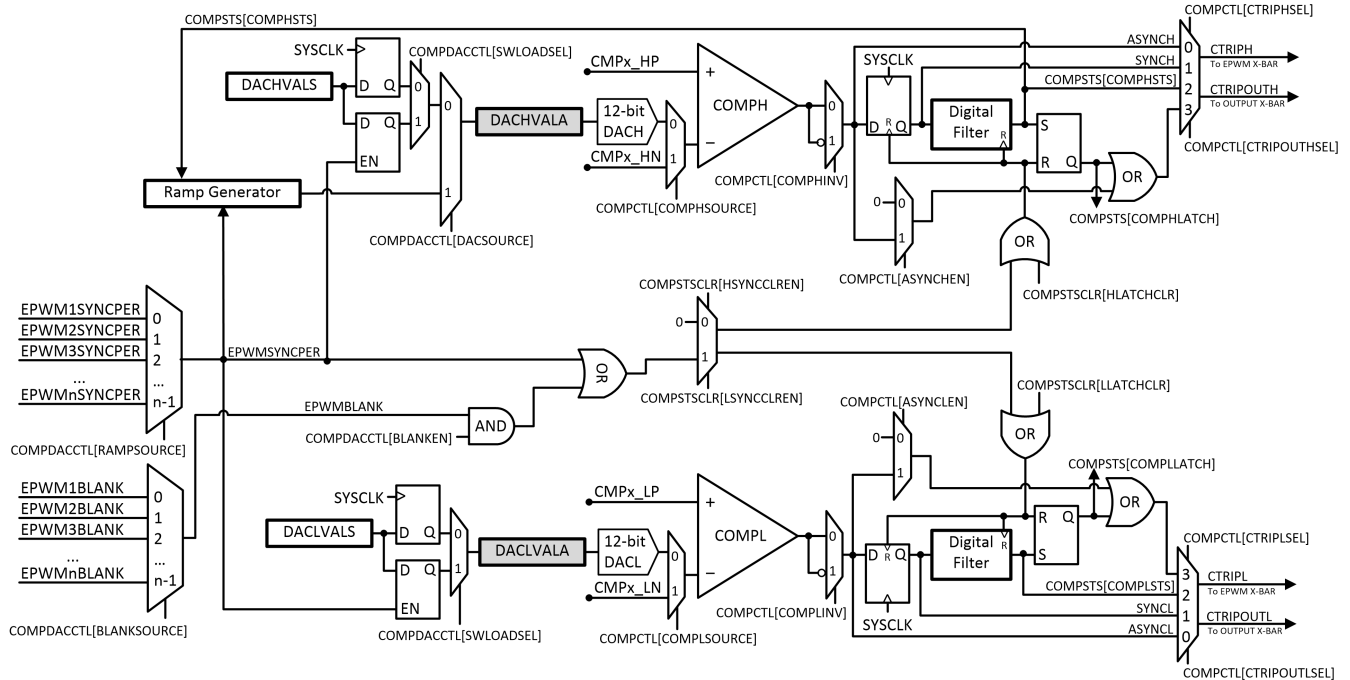 COMPSTS[COMPHSTS]
COMPCTL[CTRIPHSEL]
SYSCLK
COMPDACCTL[SWLOADSEL]
DACHVALS
D Q
0
1
D Q
EN
0
1
DACHVALA
CMPx_HP
12-bit
DACH
0
1
CMPx_HN
+
COMPH
−
0
1
SYSCLK
D R Q
Digital
Filter
R
S
R Q
OR
ASYNCH
SYNCH
COMPSTS[COMPHSTS]
0
1
2
3
CTRIPH
To EPWM X-BAR
CTRIPOUTH
To OUTPUT X-BAR
COMPCTL[CTRIPOUTHSEL]
Ramp Generator
COMPDACCTL[DACSOURCE]
COMPCTL[COMPHSOURCE]
COMPCTL[COMPHINV]
0
0
1
COMPCTL[ASYNCHEN]
COMPSTS[COMPHLATCH]
OR
COMPSTSCLR[HLATCHCLR]
EPWM1SYNCPER
EPWM2SYNCPER
EPWM3SYNCPER
...
EPWMnSYNCPER
0
1
2
...
n-1
COMPDACCTL[RAMPSOURCE]
EPWMSYNCPER
OR
COMPSTSCLR[HSYNCCLREN]
0
0
1
COMPSTSCLR[LSYNCCLREN]
EPWMBLANK
COMPDACCTL[BLANKEN]
AND
COMPSTSCLR[LLATCHCLR]
OR
EPWM1BLANK
EPWM2BLANK
EPWM3BLANK
...
EPWMnBLANK
0
1
2
...
n-1
COMPDACCTL[BLANKSOURCE]
SYSCLK
DACLVALS
D Q
0
1
D Q
EN
COMPDACCTL[SWLOADSEL]
DACLVALA
CMPx_LP
12-bit
DACL
0
1
CMPx_LN
COMPCTL[COMPLSOURCE]
+
COMPL
−
0
1
COMPCTL[COMPLINV]
COMPCTL[ASYNCLEN]
0
0
1
D R Q
SYSCLK
Digital
Filter
R
R Q
S
COMPSTS[COMPLLATCH]
OR
COMPCTL[CTRIPLSEL]
COMPSTS[COMPLSTS]
SYNCL
ASYNCL
3
2
1
0
CTRIPL
To EPWM X-BAR
CTRIPOUTL
To OUTPUT X-BAR
COMPCTL[CTRIPOUTLSEL]